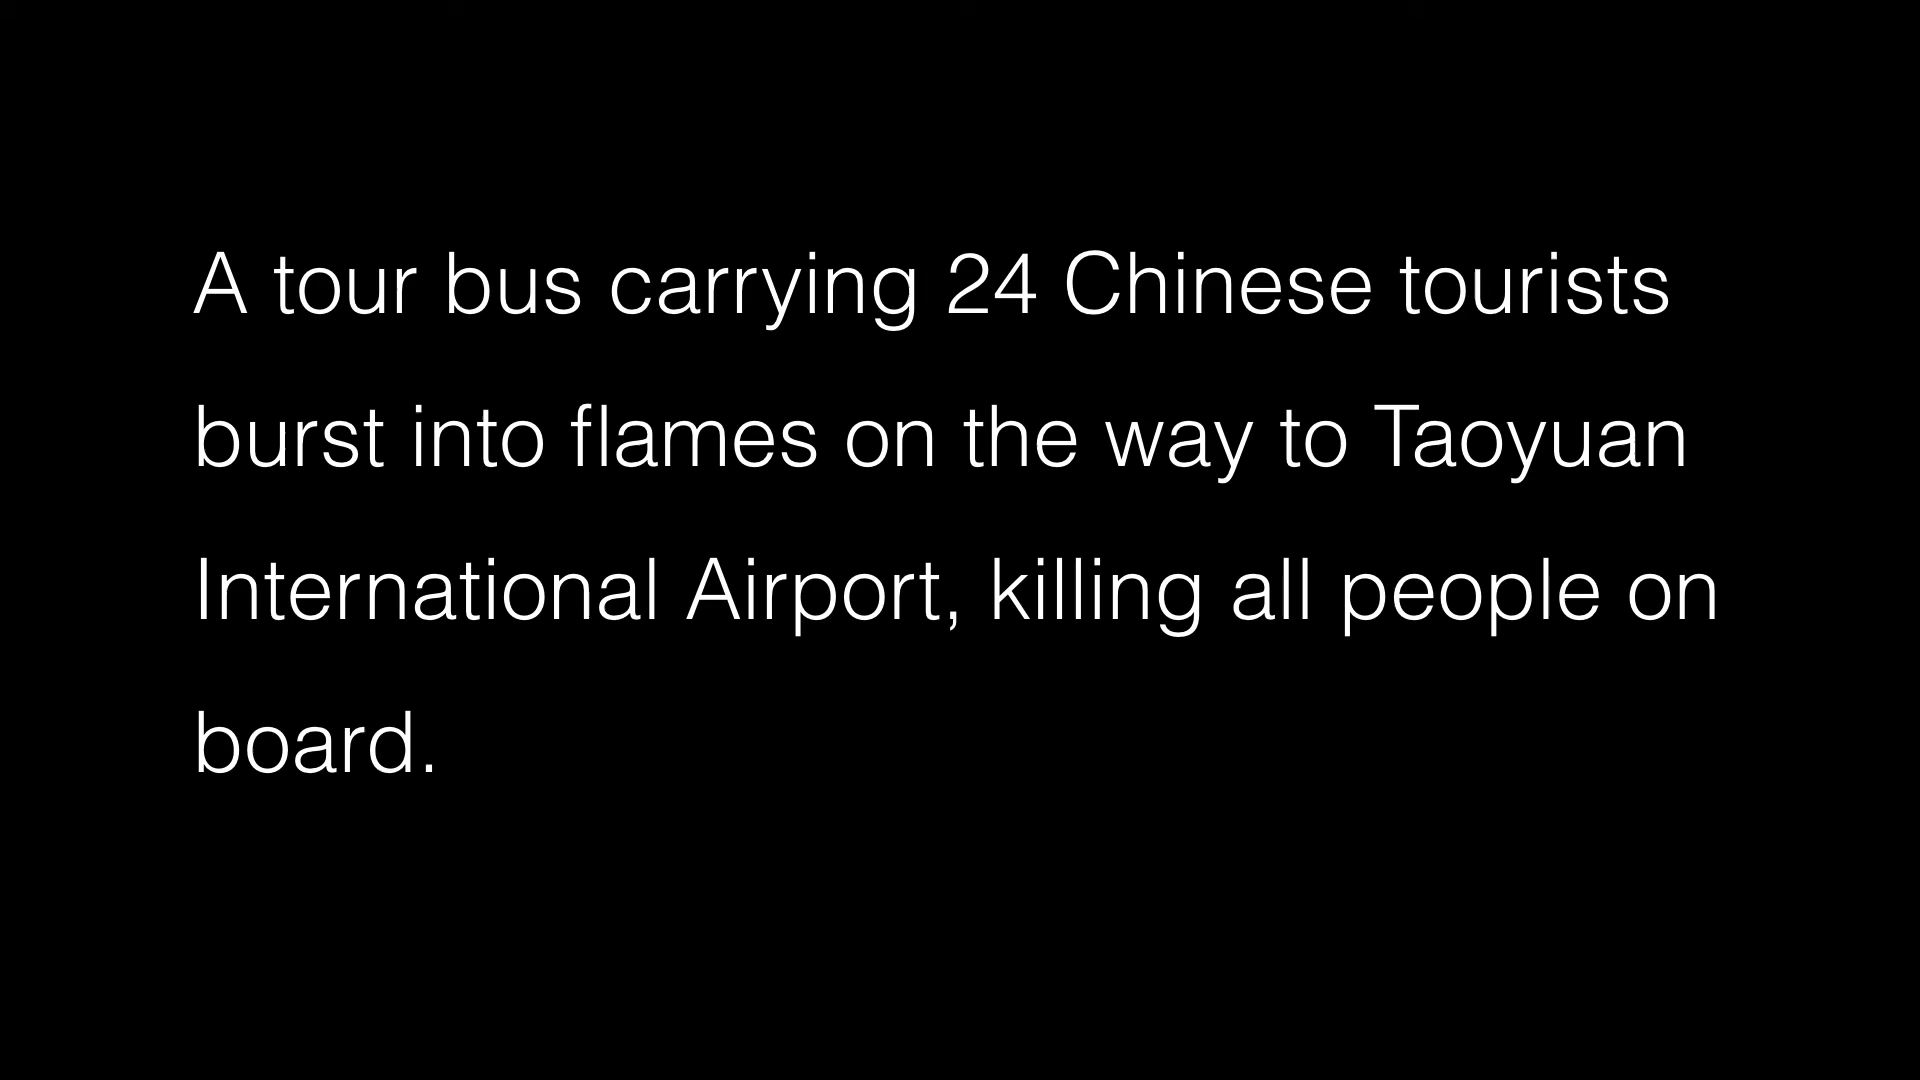 A tour bus carrying 24 Chinese tourists
burst into flames on the way to Taoyuan
International Airport, killing all people on
board.